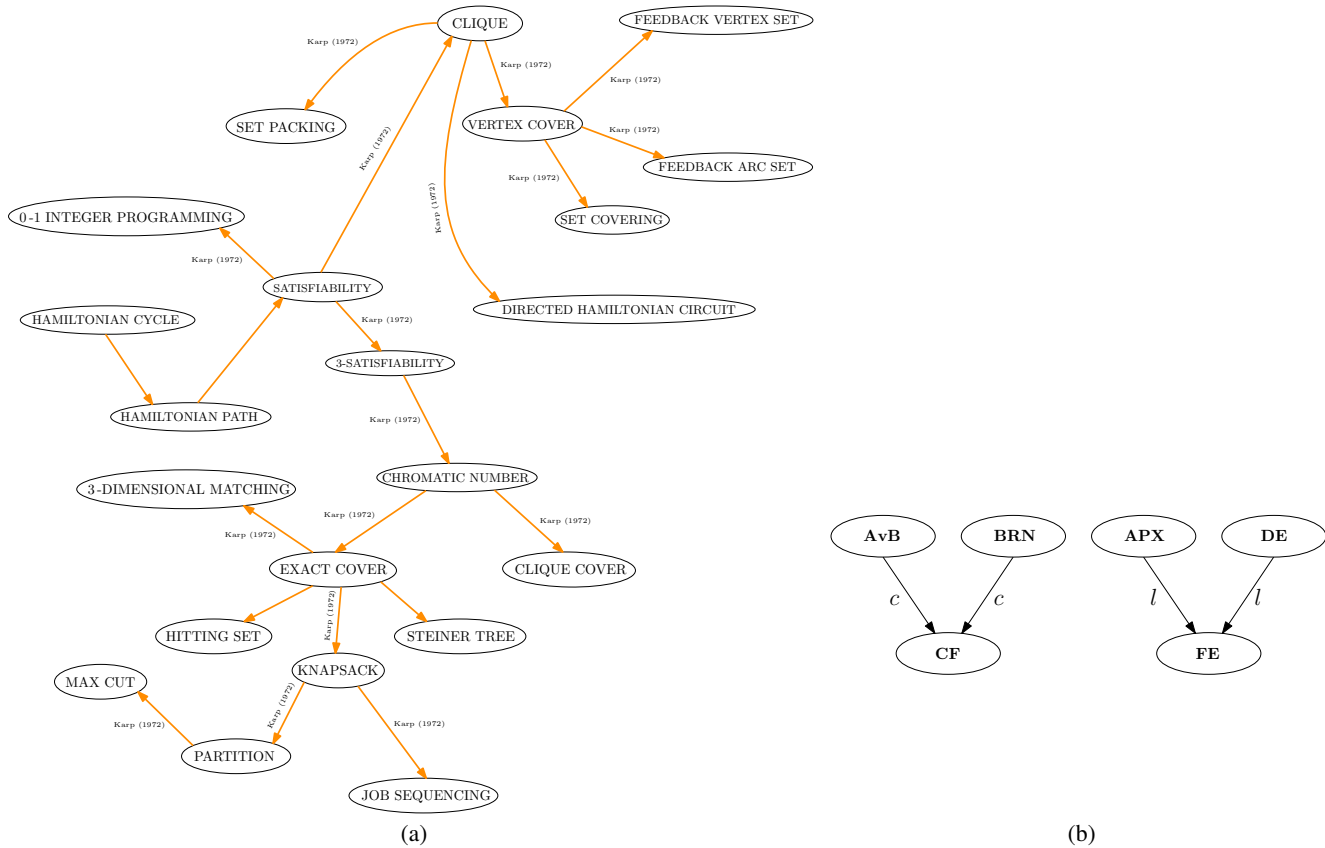 CLIQUE
FEEDBACK VERTEX SET
Karp (1972)
Karp (1972)
Karp (1972)
SET PACKING
VERTEX COVER
Karp (1972)
Karp (1972)
FEEDBACK ARC SET
Karp (1972)
Karp (1972)
0-1 INTEGER PROGRAMMING
SET COVERING
Karp (1972)
SATISFIABILITY
HAMILTONIAN CYCLE
DIRECTED HAMILTONIAN CIRCUIT
Karp (1972)
3-SATISFIABILITY
HAMILTONIAN PATH
Karp (1972)
CHROMATIC NUMBER
3-DIMENSIONAL MATCHING
Karp (1972)
Karp (1972)
Karp (1972)
EXACT COVER
CLIQUE COVER
Karp (1972)
HITTING SET
STEINER TREE
KNAPSACK
MAX CUT
Karp (1972)
Karp (1972)
Karp (1972)
PARTITION
JOB SEQUENCING
(a)
AvB
BRN
APX
DE
c
c
l
l
CF
FE
(b)